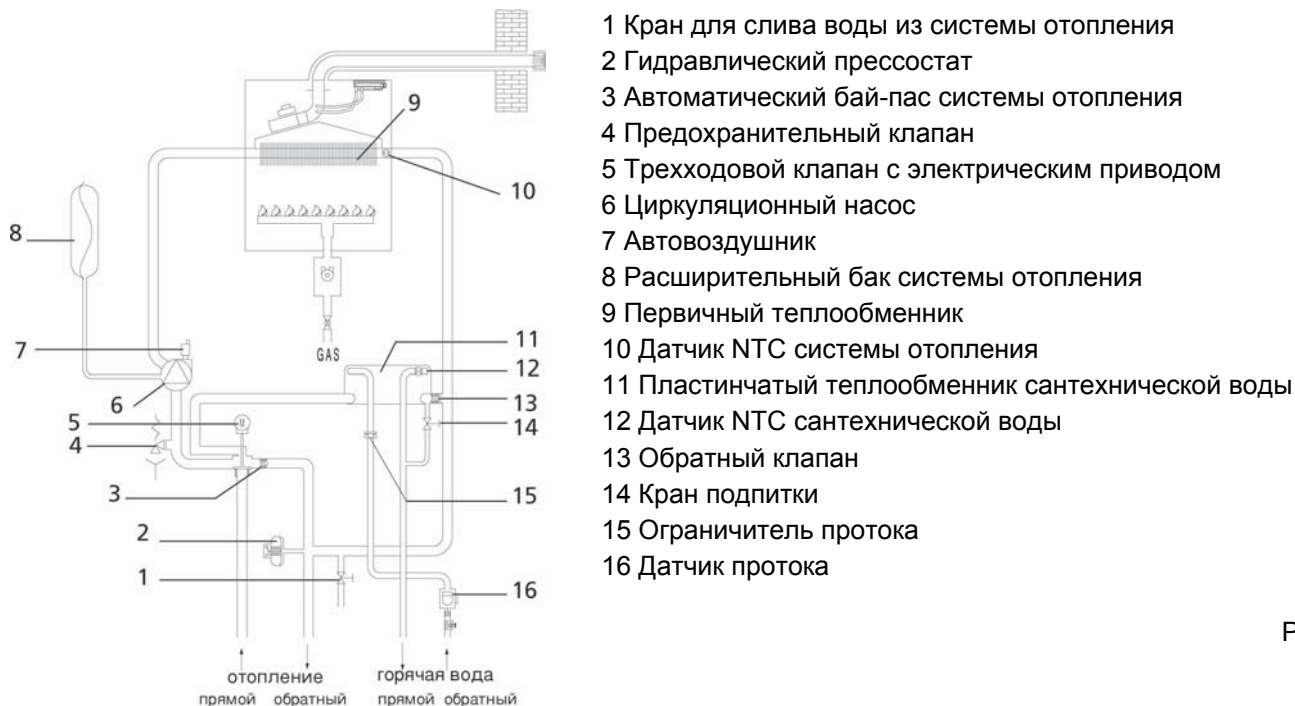 1 Кран для слива воды из системы отопления
2 Гидравлический прессостат
3 Автоматический бай-пас системы отопления
4 Предохранительный клапан
5 Трехходовой клапан с электрическим приводом
6 Циркуляционный насос
7 Автовоздушник
8 Расширительный бак системы отопления
9 Первичный теплообменник
10 Датчик NTC системы отопления
11 Пластинчатый теплообменник сантехнической воды
12 Датчик NTC сантехнической воды
13 Обратный клапан
14 Кран подпитки
15 Ограничитель протока
16 Датчик протока
Р
9
10
8
11
7
GAS
12
6
13
5
14
4
3
15
2
1
16
M
отопление горячая вода
прямой обратный прямой обратный